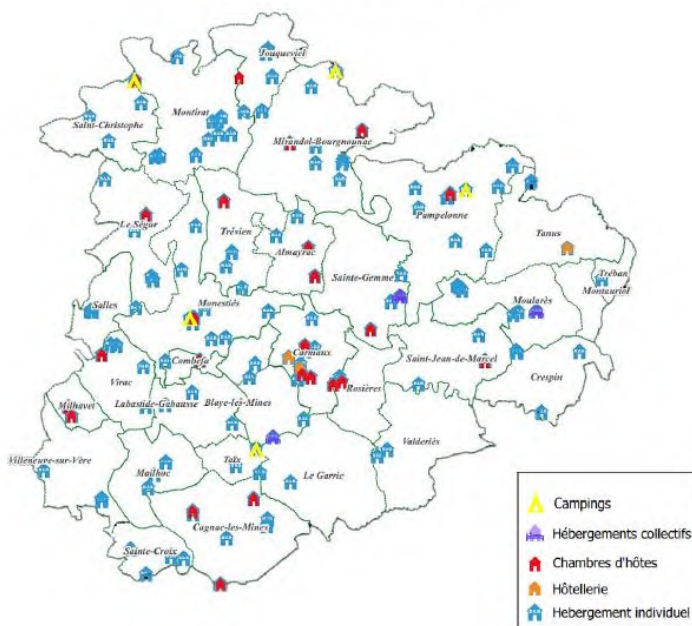 Jouqueviel
Montirat
Saint-Christophe
Mirandol-Bourgnounac
Le Ségur
Trévien
Almayrac
Pampelonne
Tanus
Sainte-Gemme
Tréban
Montauriol
Salles
Monestiés
Moularès
Carmaux
Combefa
Saint-Jean-de-Marcel
Crespin
Virac
Rosières
Milhavet
Labastide-Gabausse
Blaye-les-Mines
Valderiès
Villeneuve-sur-Vère
Mailhoc
Taïx
Le Garric
Cagnac-les-Mines
Sainte-Croix
Campings
Hébergements collectifs
Chambres d'hôtes
Hôtellerie
Hebergement individuel